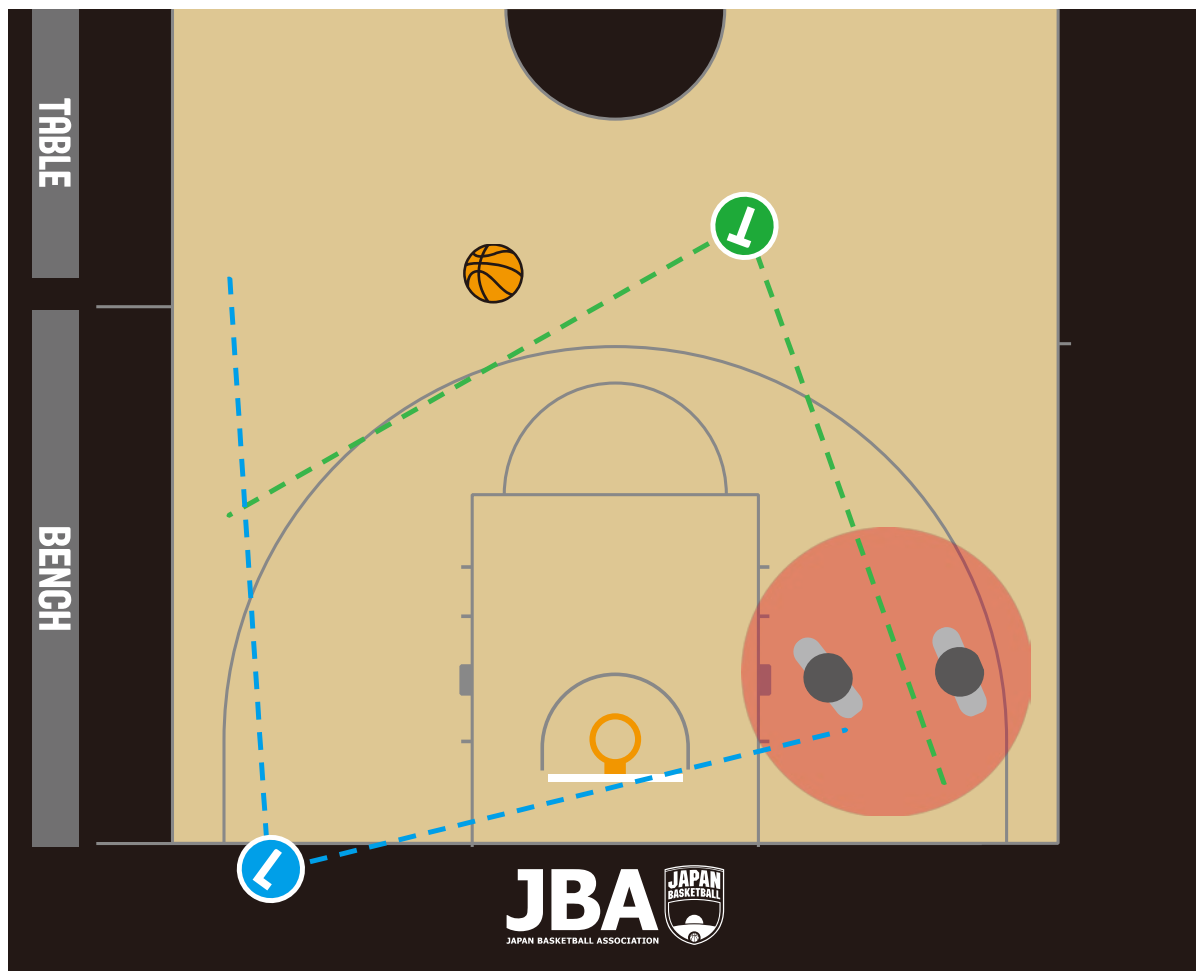 TABLE
BENCH
T
L
JBA
JAPAN BASKETBALL ASSOCIATION
JAPAN
BASKETBALL